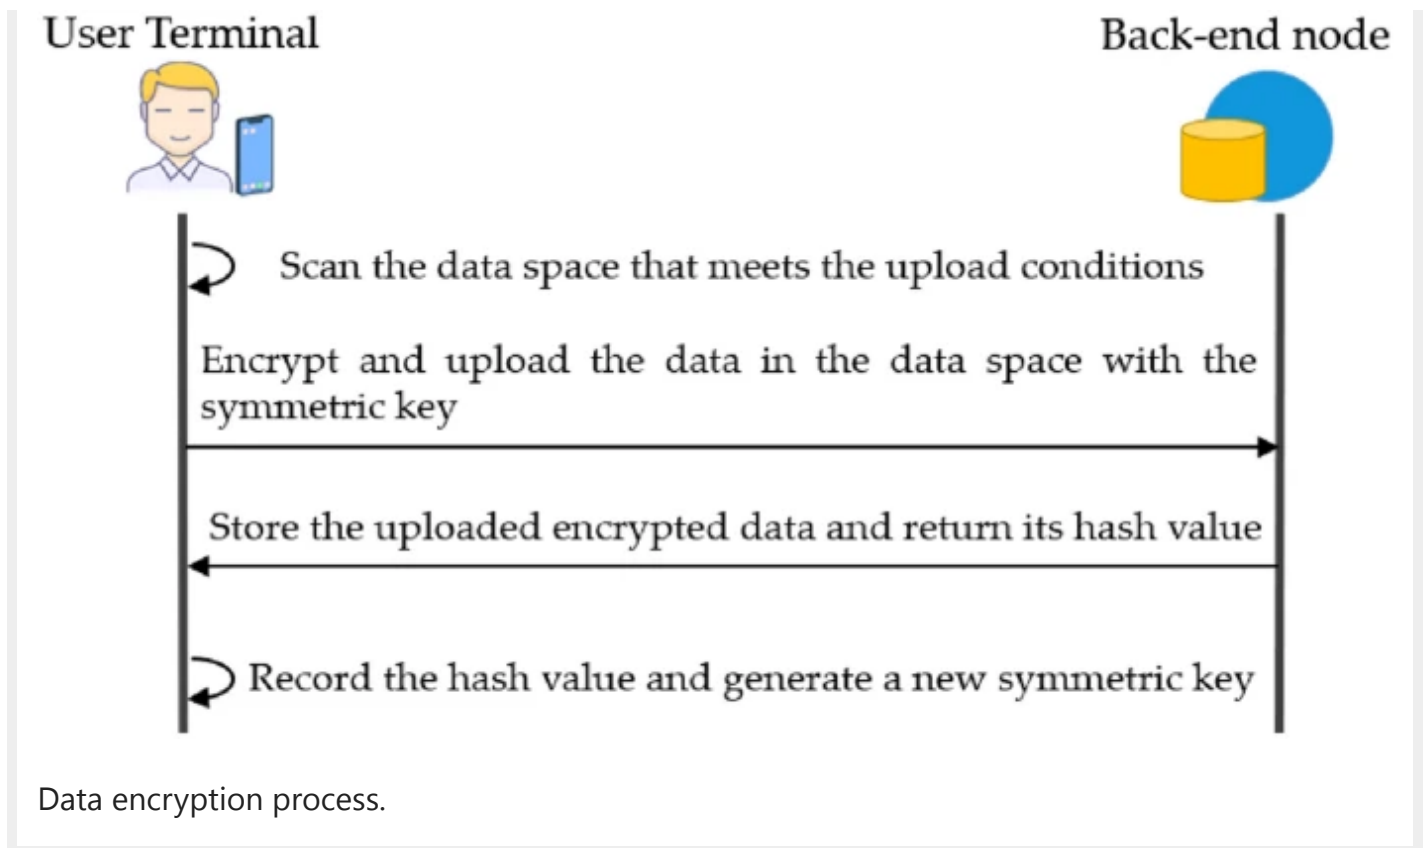 User Terminal
Back-end node
Scan the data space that meets the upload conditions
Encrypt and upload the data in the data space with the
symmetric key
Store the uploaded encrypted data and return its hash value
Record the hash value and generate a new symmetric key
Data encryption process.